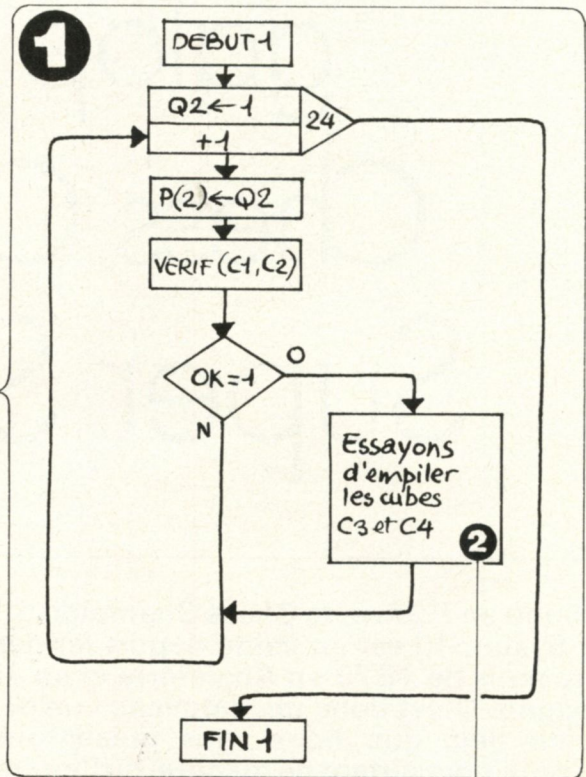 1
DEBUT 1
Q2←1
24
+1
P(2)←Q2
VERIF(C1,C2)
OK=1
O
N
Essayons
d'empiler
les cubes
C3 et C4
2
FIN 1